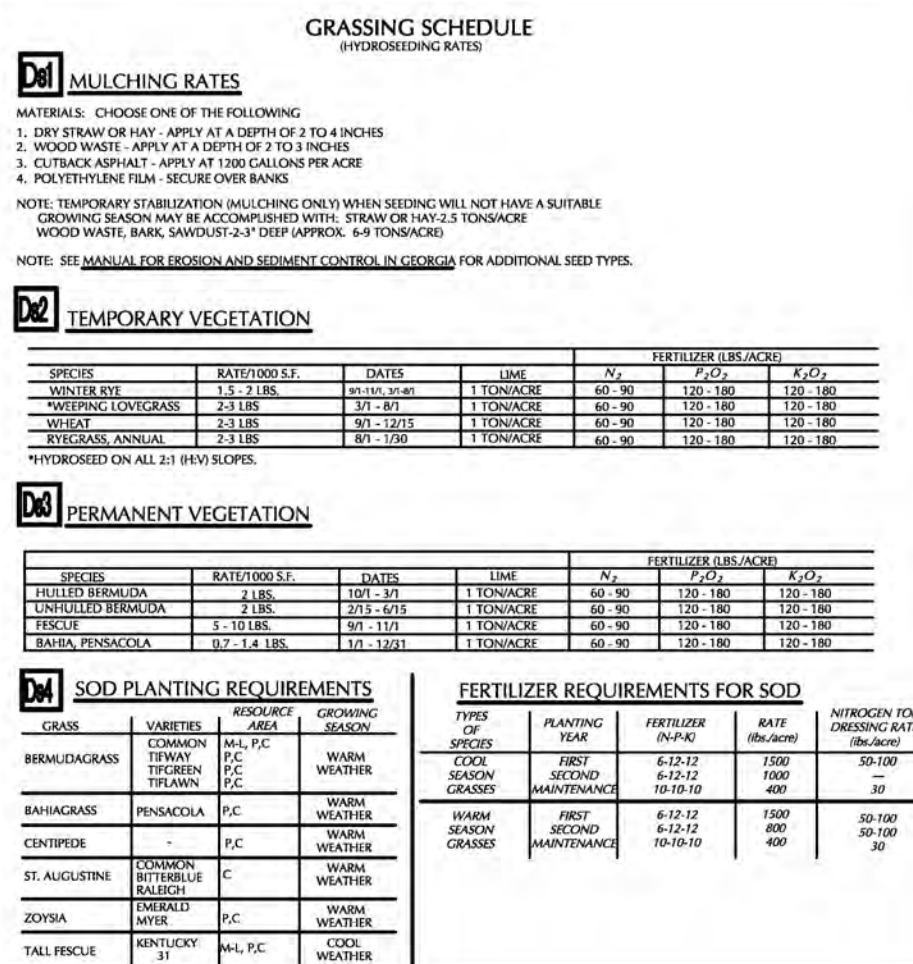 GRASSING SCHEDULE
(HYDROSEEDING RATES)
Ds1 MULCHING RATES
MATERIALS: CHOOSE ONE OF THE FOLLOWING
1. DRY STRAW OR HAY - APPLY AT A DEPTH OF 2 TO 4 INCHES
2. WOOD WASTE - APPLY AT A DEPTH OF 2 TO 3 INCHES
3. CUTBACK ASPHALT - APPLY AT 1200 GALLONS PER ACRE
4. POLYETHYLENE FILM - SECURE OVER BANKS
NOTE: TEMPORARY STABILIZATION (MULCHING ONLY) WHEN SEEDING WILL NOT HAVE A SUITABLE
GROWING SEASON MAY BE ACCOMPLISHED WITH: STRAW OR HAY-2.5 TONS/ACRE
WOOD WASTE, BARK, SAWDUST-2-3" DEEP (APPROX. 6-9 TONS/ACRE)
NOTE: SEE MANUAL FOR EROSION AND SEDIMENT CONTROL IN GEORGIA FOR ADDITIONAL SEED TYPES.
Ds2 TEMPORARY VEGETATION
FERTILIZER (LBS./ACRE)
SPECIES RATE/1000 S.F. DATES LIME N₂ P₂O₂ K₂O₂
WINTER RYE 1.5 - 2 LBS. 9/1-11/1, 3/1-8/1 1 TON/ACRE 60 - 90 120 - 180 120 - 180
*WEEPING LOVEGRASS 2-3 LBS 3/1 - 8/1 1 TON/ACRE 60 - 90 120 - 180 120 - 180
WHEAT 2-3 LBS 9/1 - 12/15 1 TON/ACRE 60 - 90 120 - 180 120 - 180
RYEGRASS, ANNUAL 2-3 LBS 8/1 - 1/30 1 TON/ACRE 60 - 90 120 - 180 120 - 180
*HYDROSEED ON ALL 2:1 (H:V) SLOPES.
Ds3 PERMANENT VEGETATION
FERTILIZER (LBS./ACRE)
SPECIES RATE/1000 S.F. DATES LIME N₂ P₂O₂ K₂O₂
HULLED BERMUDA 2 LBS. 10/1 - 3/1 1 TON/ACRE 60 - 90 120 - 180 120 - 180
UNHULLED BERMUDA 2 LBS. 2/15 - 6/15 1 TON/ACRE 60 - 90 120 - 180 120 - 180
FESCUE 5 - 10 LBS. 9/1 - 11/1 1 TON/ACRE 60 - 90 120 - 180 120 - 180
BAHIA, PENSACOLA 0.7 - 1.4 LBS. 1/1 - 12/31 1 TON/ACRE 60 - 90 120 - 180 120 - 180
Ds4 SOD PLANTING REQUIREMENTS
GRASS VARIETIES RESOURCE AREA GROWING SEASON
BERMUDAGRASS COMMON M-L, P,C WARM WEATHER
TIFWAY P,C
TIFGREEN P,C
TIFLAWN P,C
BAHIAGRASS PENSACOLA P,C WARM WEATHER
CENTIPEDE - P,C WARM WEATHER
ST. AUGUSTINE COMMON C WARM WEATHER
BITTERBLUE
RALEIGH
ZOYSIA EMERALD P,C WARM WEATHER
MYER
TALL FESCUE KENTUCKY M-L, P,C COOL WEATHER
31
FERTILIZER REQUIREMENTS FOR SOD
TYPES OF SPECIES PLANTING YEAR FERTILIZER (N-P-K) RATE (lbs./acre) NITROGEN DRESSING (lbs./acre)
COOL FIRST 6-12-12 1500 50-100
SEASON SECOND 6-12-12 1000 —
GRASSES MAINTENANCE 10-10-10 400 30
WARM FIRST 6-12-12 1500 50-100
SEASON SECOND 6-12-12 800 50-100
GRASSES MAINTENANCE 10-10-10 400 30